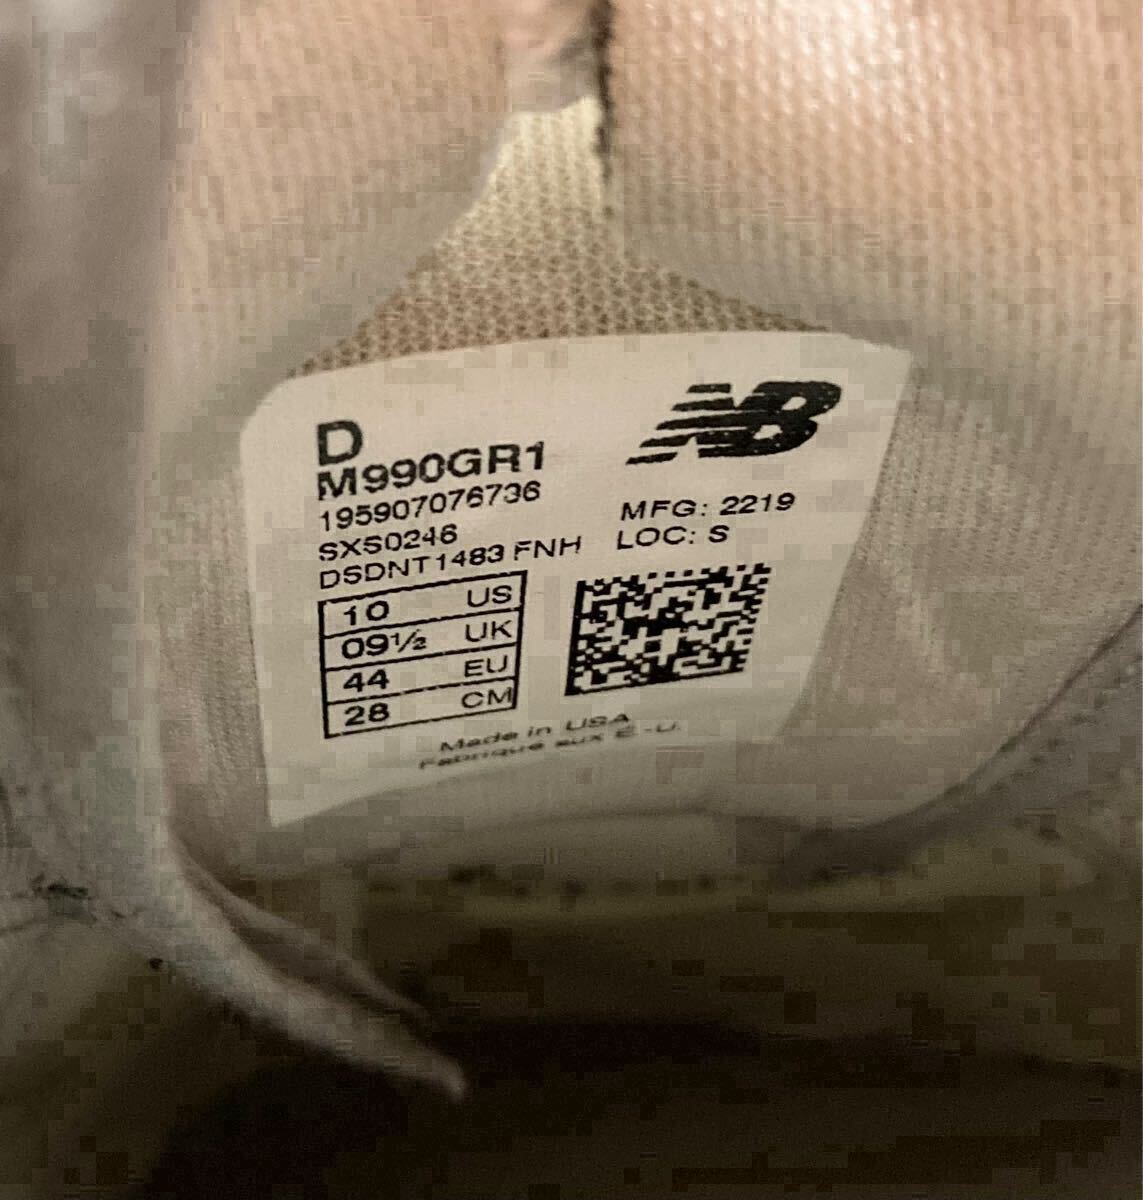 D
NB
M990GR1
195907076736
MFG: 2219
SXS0246
LOC: S
DSDNT1483 FNH
10 US
09½ UK
44 EU
28 CM
Made in USA
Fabriqué aux É.-U.